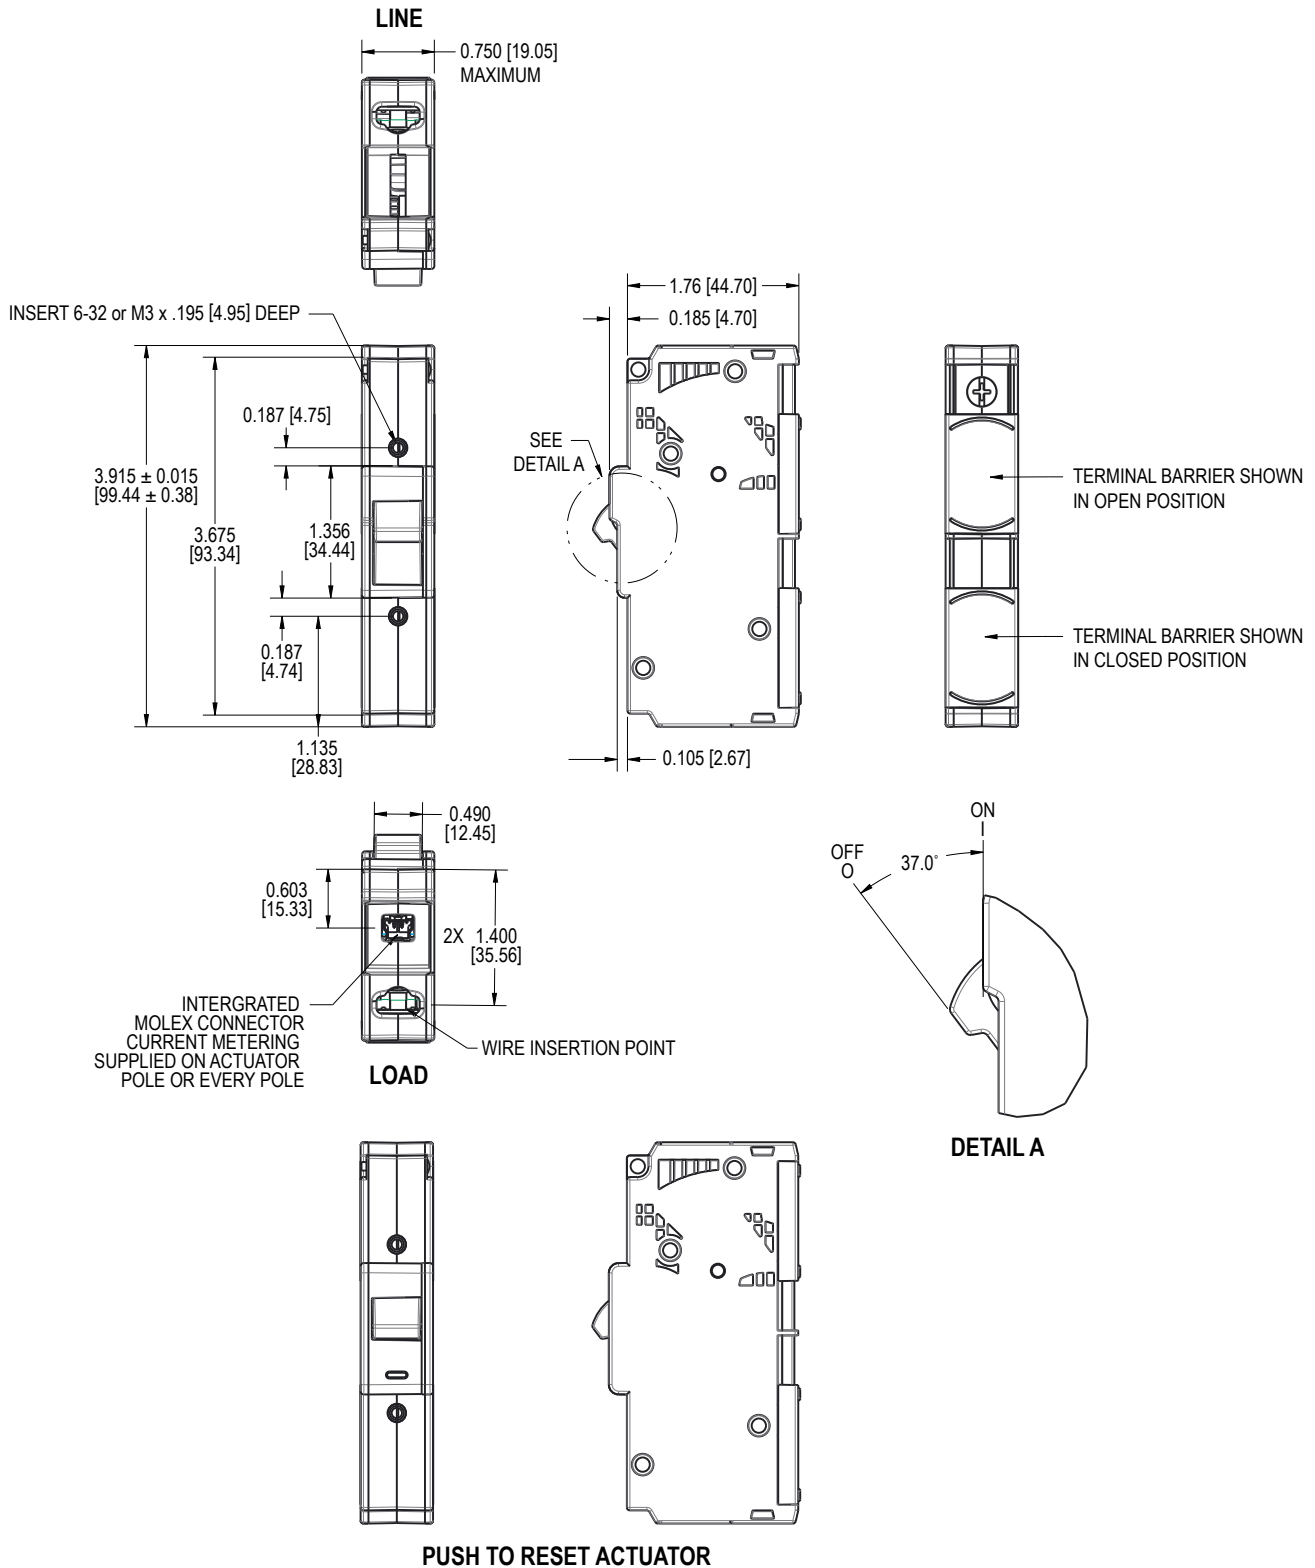 LINE
0.750 [19.05]
MAXIMUM
INSERT 6-32 or M3 x .195 [4.95] DEEP
1.76 [44.70]
0.185 [4.70]
0.187 [4.75]
SEE
DETAIL A
3.915 ± 0.015
[99.44 ± 0.38]
3.675
[93.34]
1.356
[34.44]
TERMINAL BARRIER SHOWN
IN OPEN POSITION
0.187
[4.74]
TERMINAL BARRIER SHOWN
IN CLOSED POSITION
1.135
[28.83]
0.105 [2.67]
0.490
[12.45]
ON
I
OFF
O
37.0°
0.603
[15.33]
2X 1.400
[35.56]
INTERGRATED
MOLEX CONNECTOR
CURRENT METERING
SUPPLIED ON ACTUATOR
POLE OR EVERY POLE
WIRE INSERTION POINT
LOAD
DETAIL A
PUSH TO RESET ACTUATOR